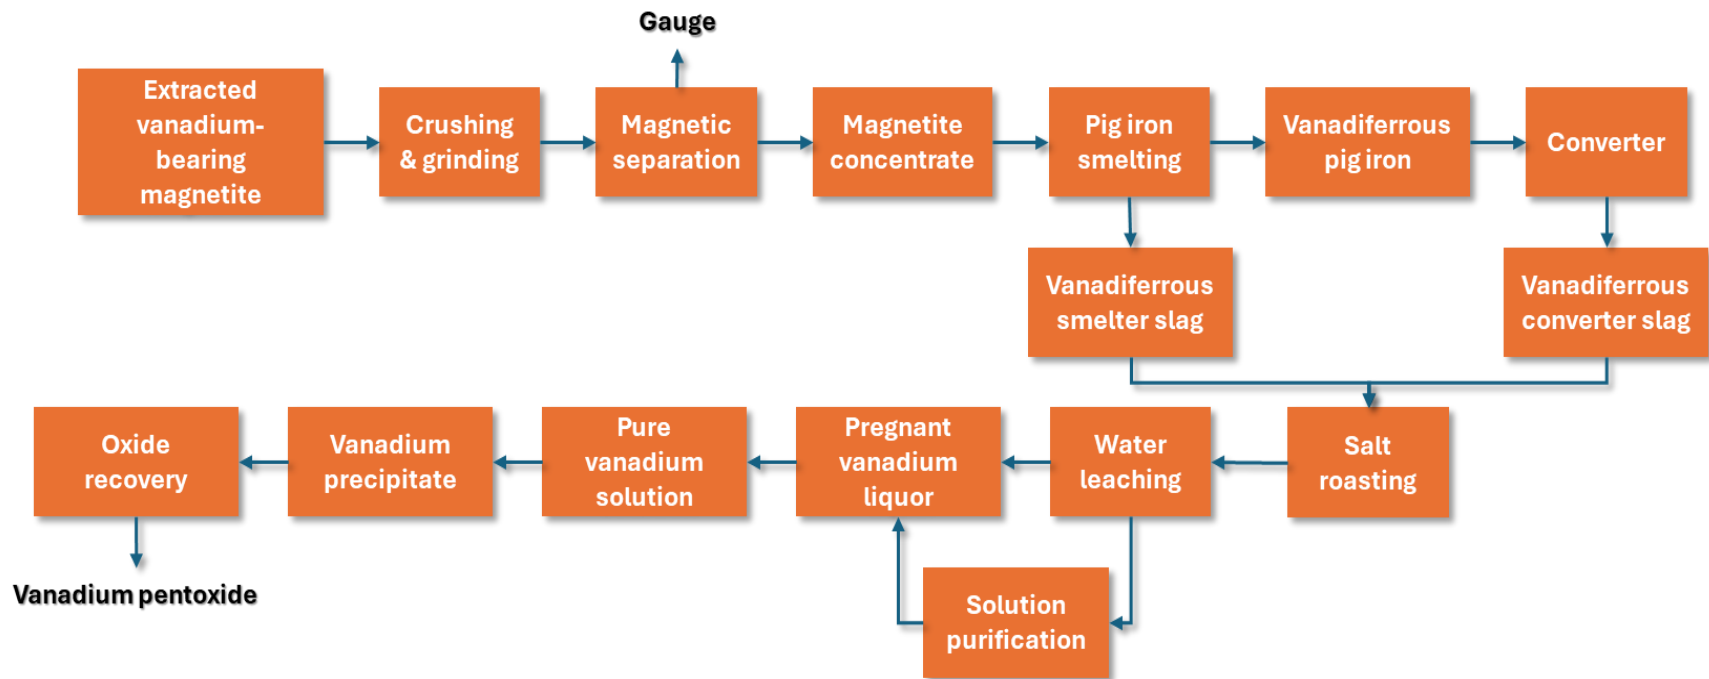 Gauge
Extracted
vanadium-
bearing
magnetite
Crushing
& grinding
Magnetic
separation
Magnetite
concentrate
Pig iron
smelting
Vanadiferrous
pig iron
Converter
Vanadiferrous
smelter slag
Vanadiferrous
converter slag
Oxide
recovery
Vanadium
precipitate
Pure
vanadium
solution
Pregnant
vanadium
liquor
Water
leaching
Salt
roasting
Vanadium pentoxide
Solution
purification